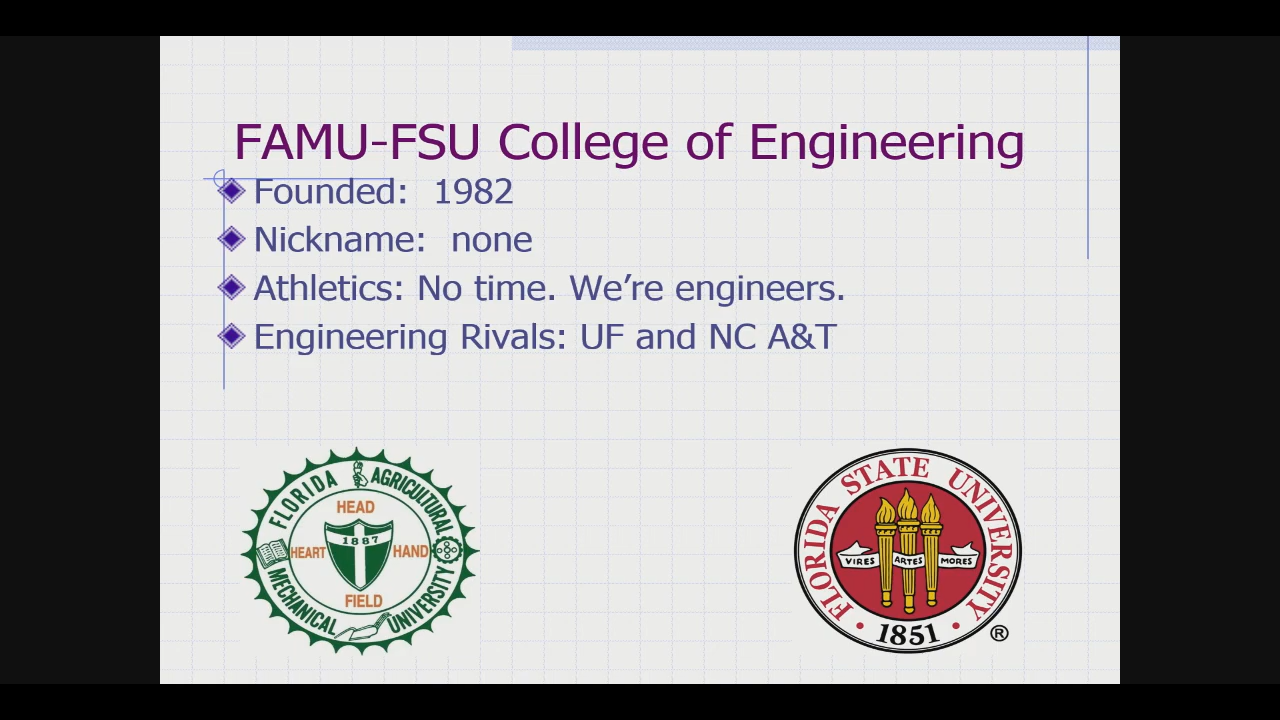 FAMU-FSU College of Engineering
Founded:  1982
Nickname:  none
Athletics: No time. We’re engineers.
Engineering Rivals: UF and NC A&T
FLORIDA AGRICULTURAL
MECHANICAL UNIVERSITY
HEAD
1887
HEART HAND
FIELD
FLORIDA STATE UNIVERSITY
VIRES ARTES MORES
1851
®